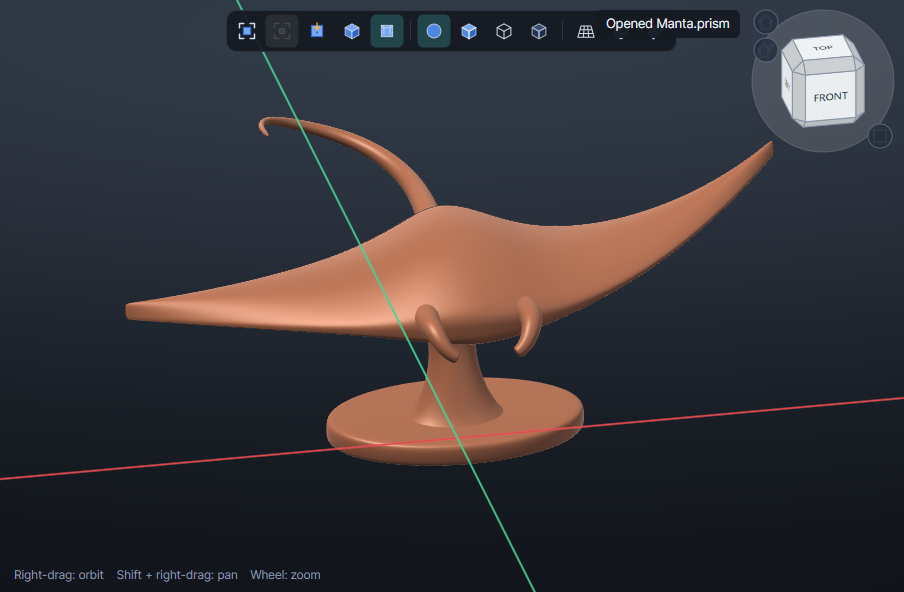 Opened Manta.prism
TOP
FRONT
Right-drag: orbit Shift + right-drag: pan Wheel: zoom